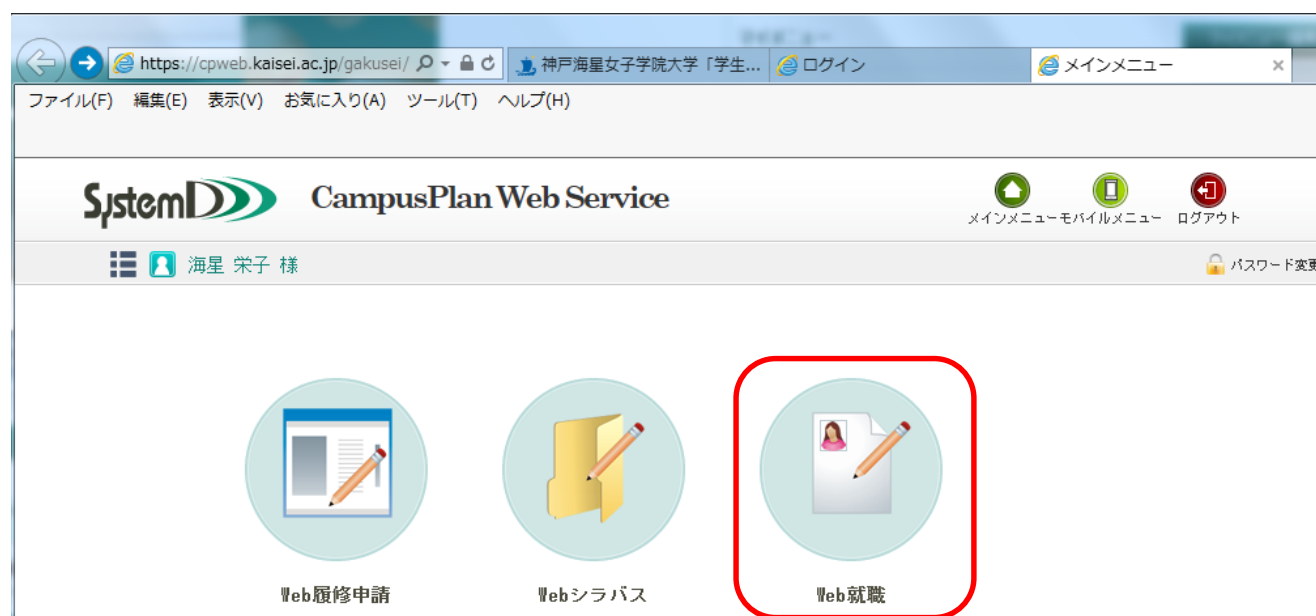 https://cpweb.kaisei.ac.jp/gakusei/ 神戸海星女子学院大学「学生... ログイン メインメニュー
ファイル(F) 編集(E) 表示(V) お気に入り(A) ツール(T) ヘルプ(H)
SystemD CampusPlan Web Service
メインメニュー モバイルメニュー ログアウト
海星 栄子 様 パスワード変更
Web履修申請 Webシラバス Web就職